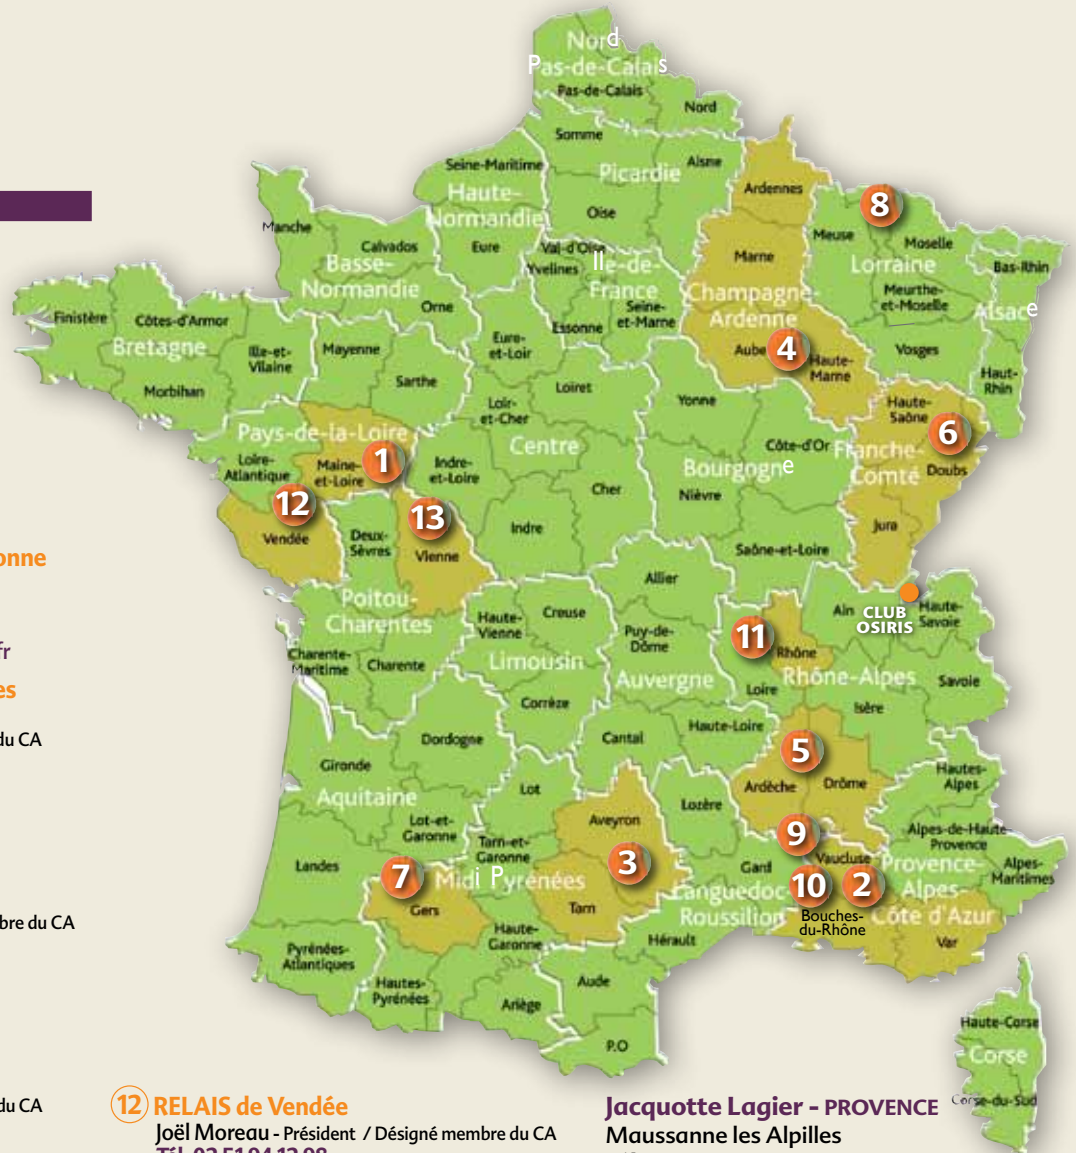 Nord
Pas-de-Calais
Pas-de-Calais
Nord
Somme
Seine-Maritime
Aisne
Picardie
Ardennes
Haute-
Normandie
Oise
8
Manche
Calvados
Eure
Val-d'Oise
Marne
Meuse
Moselle
Basse-
Normandie
Yvelines
Ile-de-
France
Lorraine
Bas-Rhin
Orne
Seine-
et-Marne
Champagne-
Ardenne
Meurthe-
et-Moselle
Alsace
Finistère
Côtes-d'Armor
Essonne
Bretagne
Ille-et-
Vilaine
Mayenne
Eure-
et-Loir
Aube
4
Haute-
Marne
Vosges
Morbihan
Sarthe
Loiret
Haut-
Rhin
Loir-
et-Cher
Yonne
Haute-
Saône
Pays-de-la-Loire
Centre
Côte-d'Or
6
Loire-
Atlantique
Maine-
et-Loire
1
Indre-
et-Loire
Bourgogne
Franche-
Comté
Doubs
12
13
Cher
Nièvre
Vendée
Deux-
Sèvres
Vienne
Indre
Jura
Saône-et-Loire
onne
Allier
Poitou-
Charentes
Haute-
Vienne
Creuse
Ain
CLUB
OSIRIS
Haute-
Savoie
Puy-de-
Dôme
11
Rhône
fr
Charente-
Maritime
Charente
Limousin
Auvergne
Loire
Rhône-Alpes
Savoie
es
Corrèze
Isère
du CA
Dordogne
Cantal
Haute-Loire
5
Gironde
Ardèche
Drôme
Hautes-
Alpes
Aquitaine
Lot
Lozère
Lot-et-
Garonne
Aveyron
9
Alpes-de-Haute-
Provence
Landes
Tarn-et-
Garonne
3
Gard
Vaucluse
Provence-
Alpes-
Côte d'Azur
Alpes-
Maritimes
7
Midi Pyrénées
Languedoc-
Roussillon
10
2
Gers
Tarn
Bouches-
du-Rhône
bre du CA
Haute-
Garonne
Hérault
Var
Pyrénées-
Atlantiques
Hautes-
Pyrénées
Aude
Ariège
Haute-Corse
P.O
Corse
Corse-du-Sud
du CA
12 RELAIS de Vendée
Joël Moreau - Président / Désigné membre du CA
Tél. 02 51 94 12 98
Jacquotte Lagier - PROVENCE
Maussanne les Alpilles